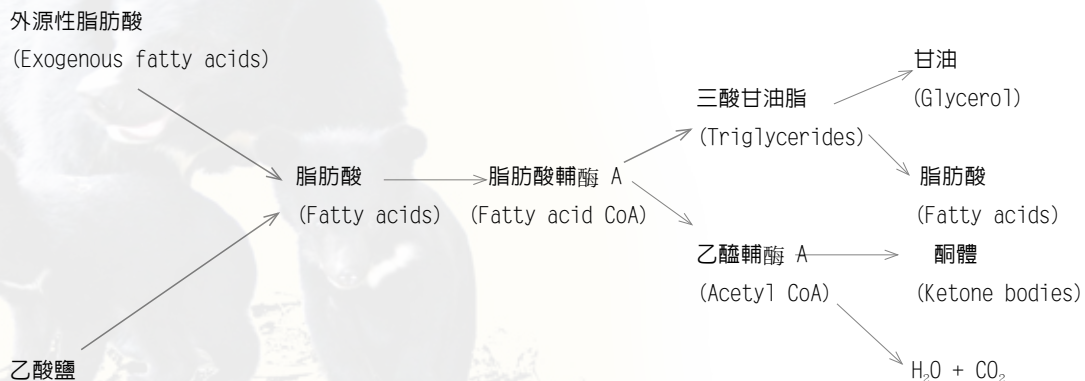 外源性脂肪酸
(Exogenous fatty acids)
甘油
(Glycerol)
三酸甘油脂
(Triglycerides)
脂肪酸
(Fatty acids)
脂肪酸輔酶 A
(Fatty acid CoA)
脂肪酸
(Fatty acids)
乙醯輔酶 A
(Acetyl CoA)
酮體
(Ketone bodies)
乙酸鹽
H₂O + CO₂